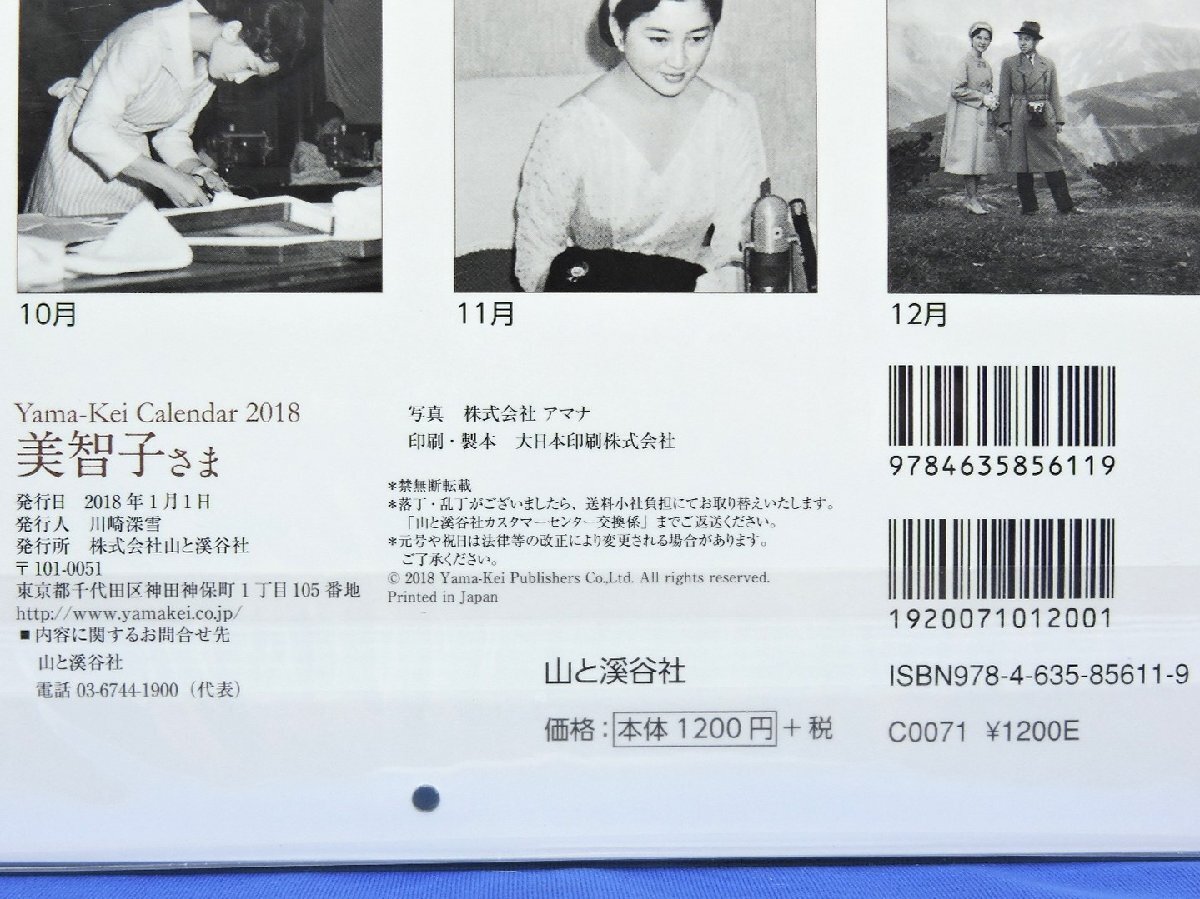 10月
11月
12月
Yama-Kei Calendar 2018
美智子さま
発行日　2018年1月1日
発行人　川崎深雪
発行所　株式会社山と溪谷社
〒101-0051
東京都千代田区神田神保町1丁目105番地
http://www.yamakei.co.jp/
■内容に関するお問合せ先
山と溪谷社
電話 03-6744-1900（代表）
写真　株式会社 アマナ
印刷・製本　大日本印刷株式会社
*禁無断転載
*落丁・乱丁がございましたら、送料小社負担にてお取り替えいたします。
「山と溪谷社カスタマーセンター交換係」までご返送ください。
*元号や祝日は法律等の改正により変更される場合があります。
ご了承ください。
© 2018 Yama-Kei Publishers Co.,Ltd. All rights reserved.
Printed in Japan
山と溪谷社
価格：本体 1200 円＋税
9784635856119
1920071012001
ISBN978-4-635-85611-9
C0071 ¥1200E